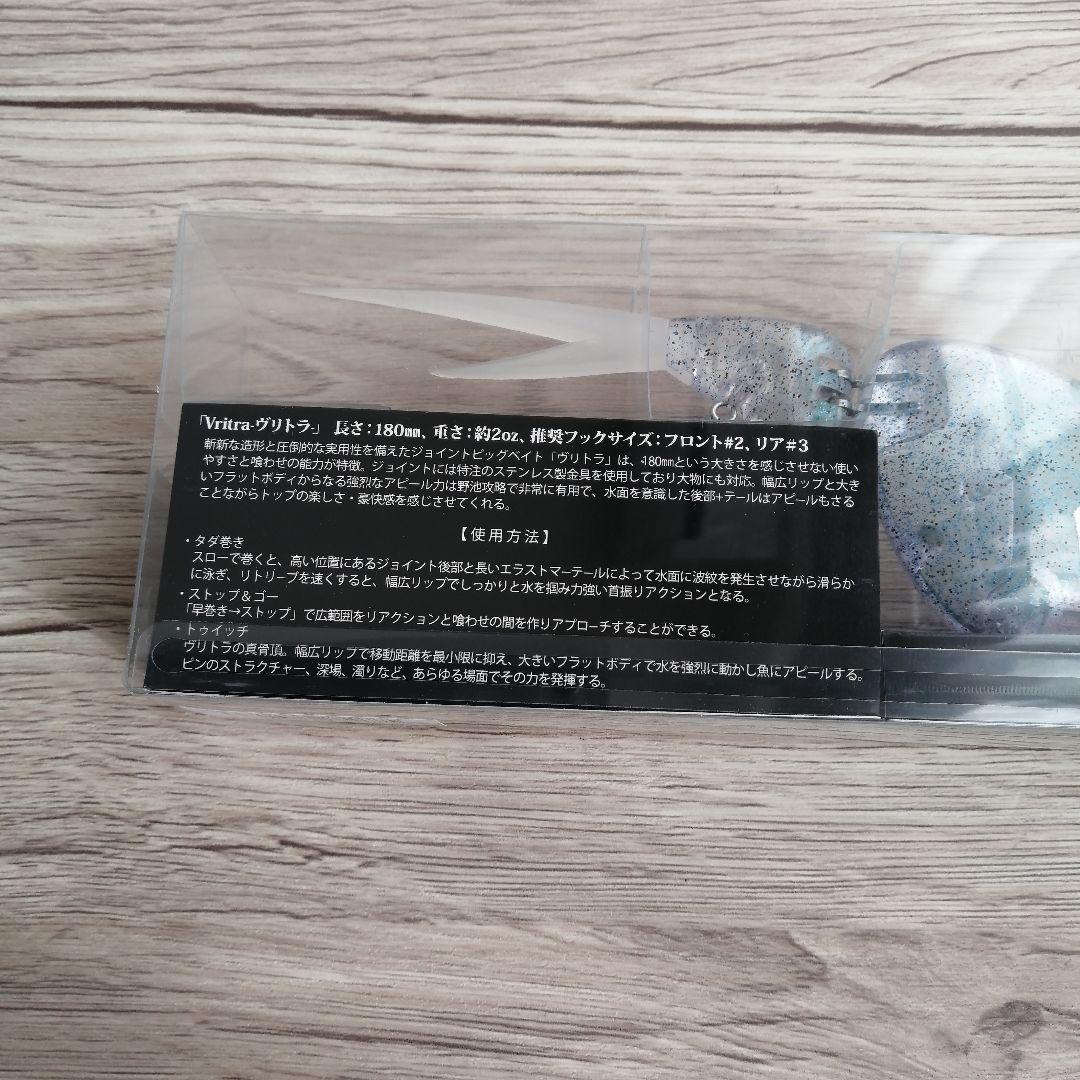 「Vritra-ヴリトラ」 長さ：180㎜、重さ：約2oz、推奨フックサイズ：フロント#2、リア#3
斬新な造形と圧倒的な実用性を備えたジョイントビッグベイト「ヴリトラ」は、180㎜という大きさを感じさせない使い
やすさと喰わせの能力が特徴。ジョイントには特注のステンレス製金具を使用しており大物にも対応。幅広リップと大き
いフラットボディからなる強烈なアピール力は野池攻略で非常に有用で、水面を意識した後部+テールはアピールもさる
ことながらトップの楽しさ・豪快感を感じさせてくれる。
【使用方法】
・タダ巻き
スローで巻くと、高い位置にあるジョイント後部と長いエラストマーテールによって水面に波紋を発生させながら滑らか
に泳ぎ、リトリーブを速くすると、幅広リップでしっかりと水を掴み力強い首振リアクションとなる。
・ストップ＆ゴー
「早巻き→ストップ」で広範囲をリアクションと喰わせの間を作りアプローチすることができる。
・トゥイッチ
ヴリトラの真骨頂。幅広リップで移動距離を最小限に抑え、大きいフラットボディで水を強烈に動かし魚にアピールする。
ピンのストラクチャー、深場、濁りなど、あらゆる場面でその力を発揮する。